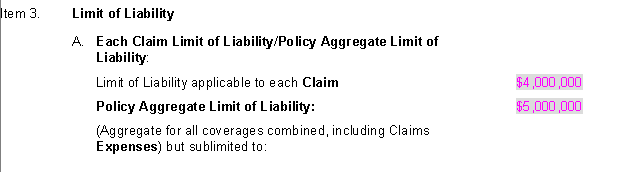 Item 3. Limit of Liability
A. Each Claim Limit of Liability/Policy Aggregate Limit of
Liability:
Limit of Liability applicable to each Claim $4,000,000
Policy Aggregate Limit of Liability: $5,000,000
(Aggregate for all coverages combined, including Claims
Expenses) but sublimited to: